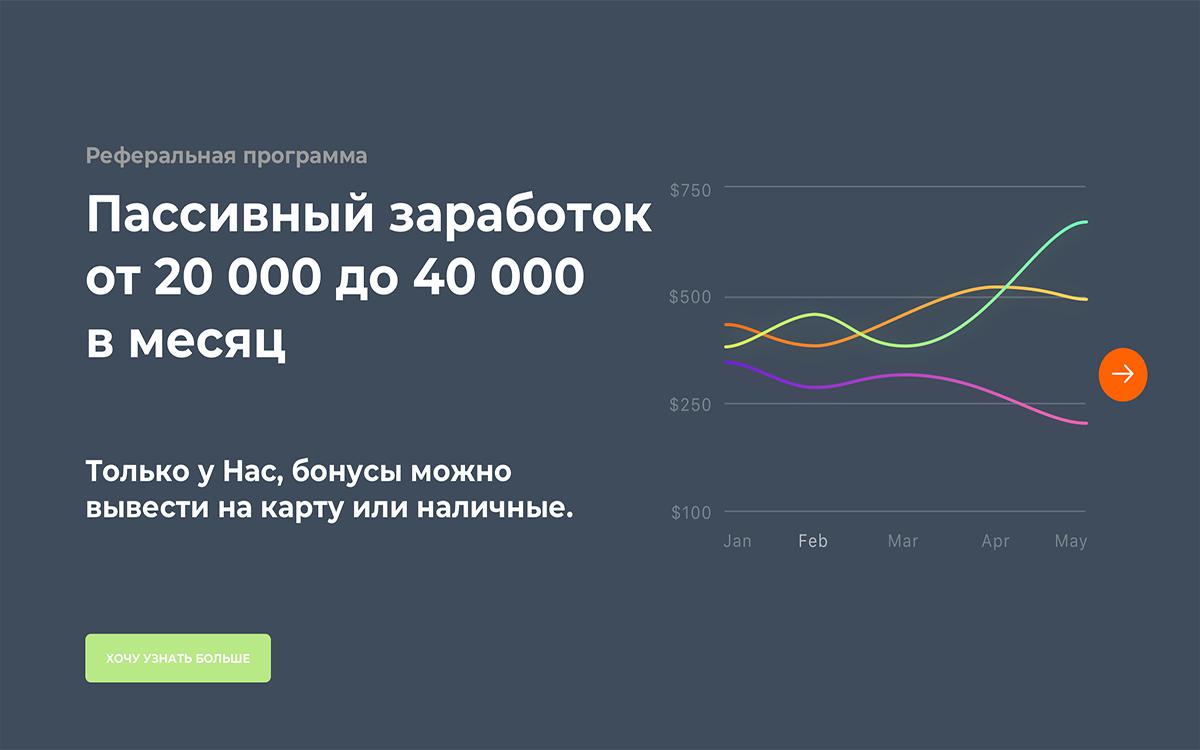 Реферальная программа
Пассивный заработок
от 20 000 до 40 000
в месяц
Только у Нас, бонусы можно
вывести на карту или наличные.
ХОЧУ УЗНАТЬ БОЛЬШЕ
$750
$500
$250
$100
Jan Feb Mar Apr May